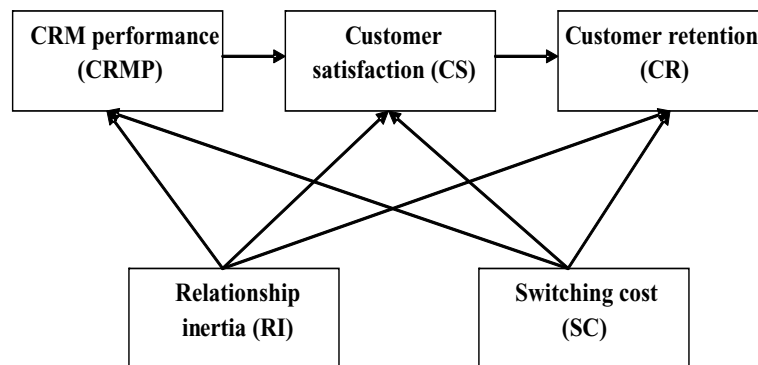 CRM performance
(CRMP)
Customer
satisfaction (CS)
Customer retention
(CR)
Relationship
inertia (RI)
Switching cost
(SC)